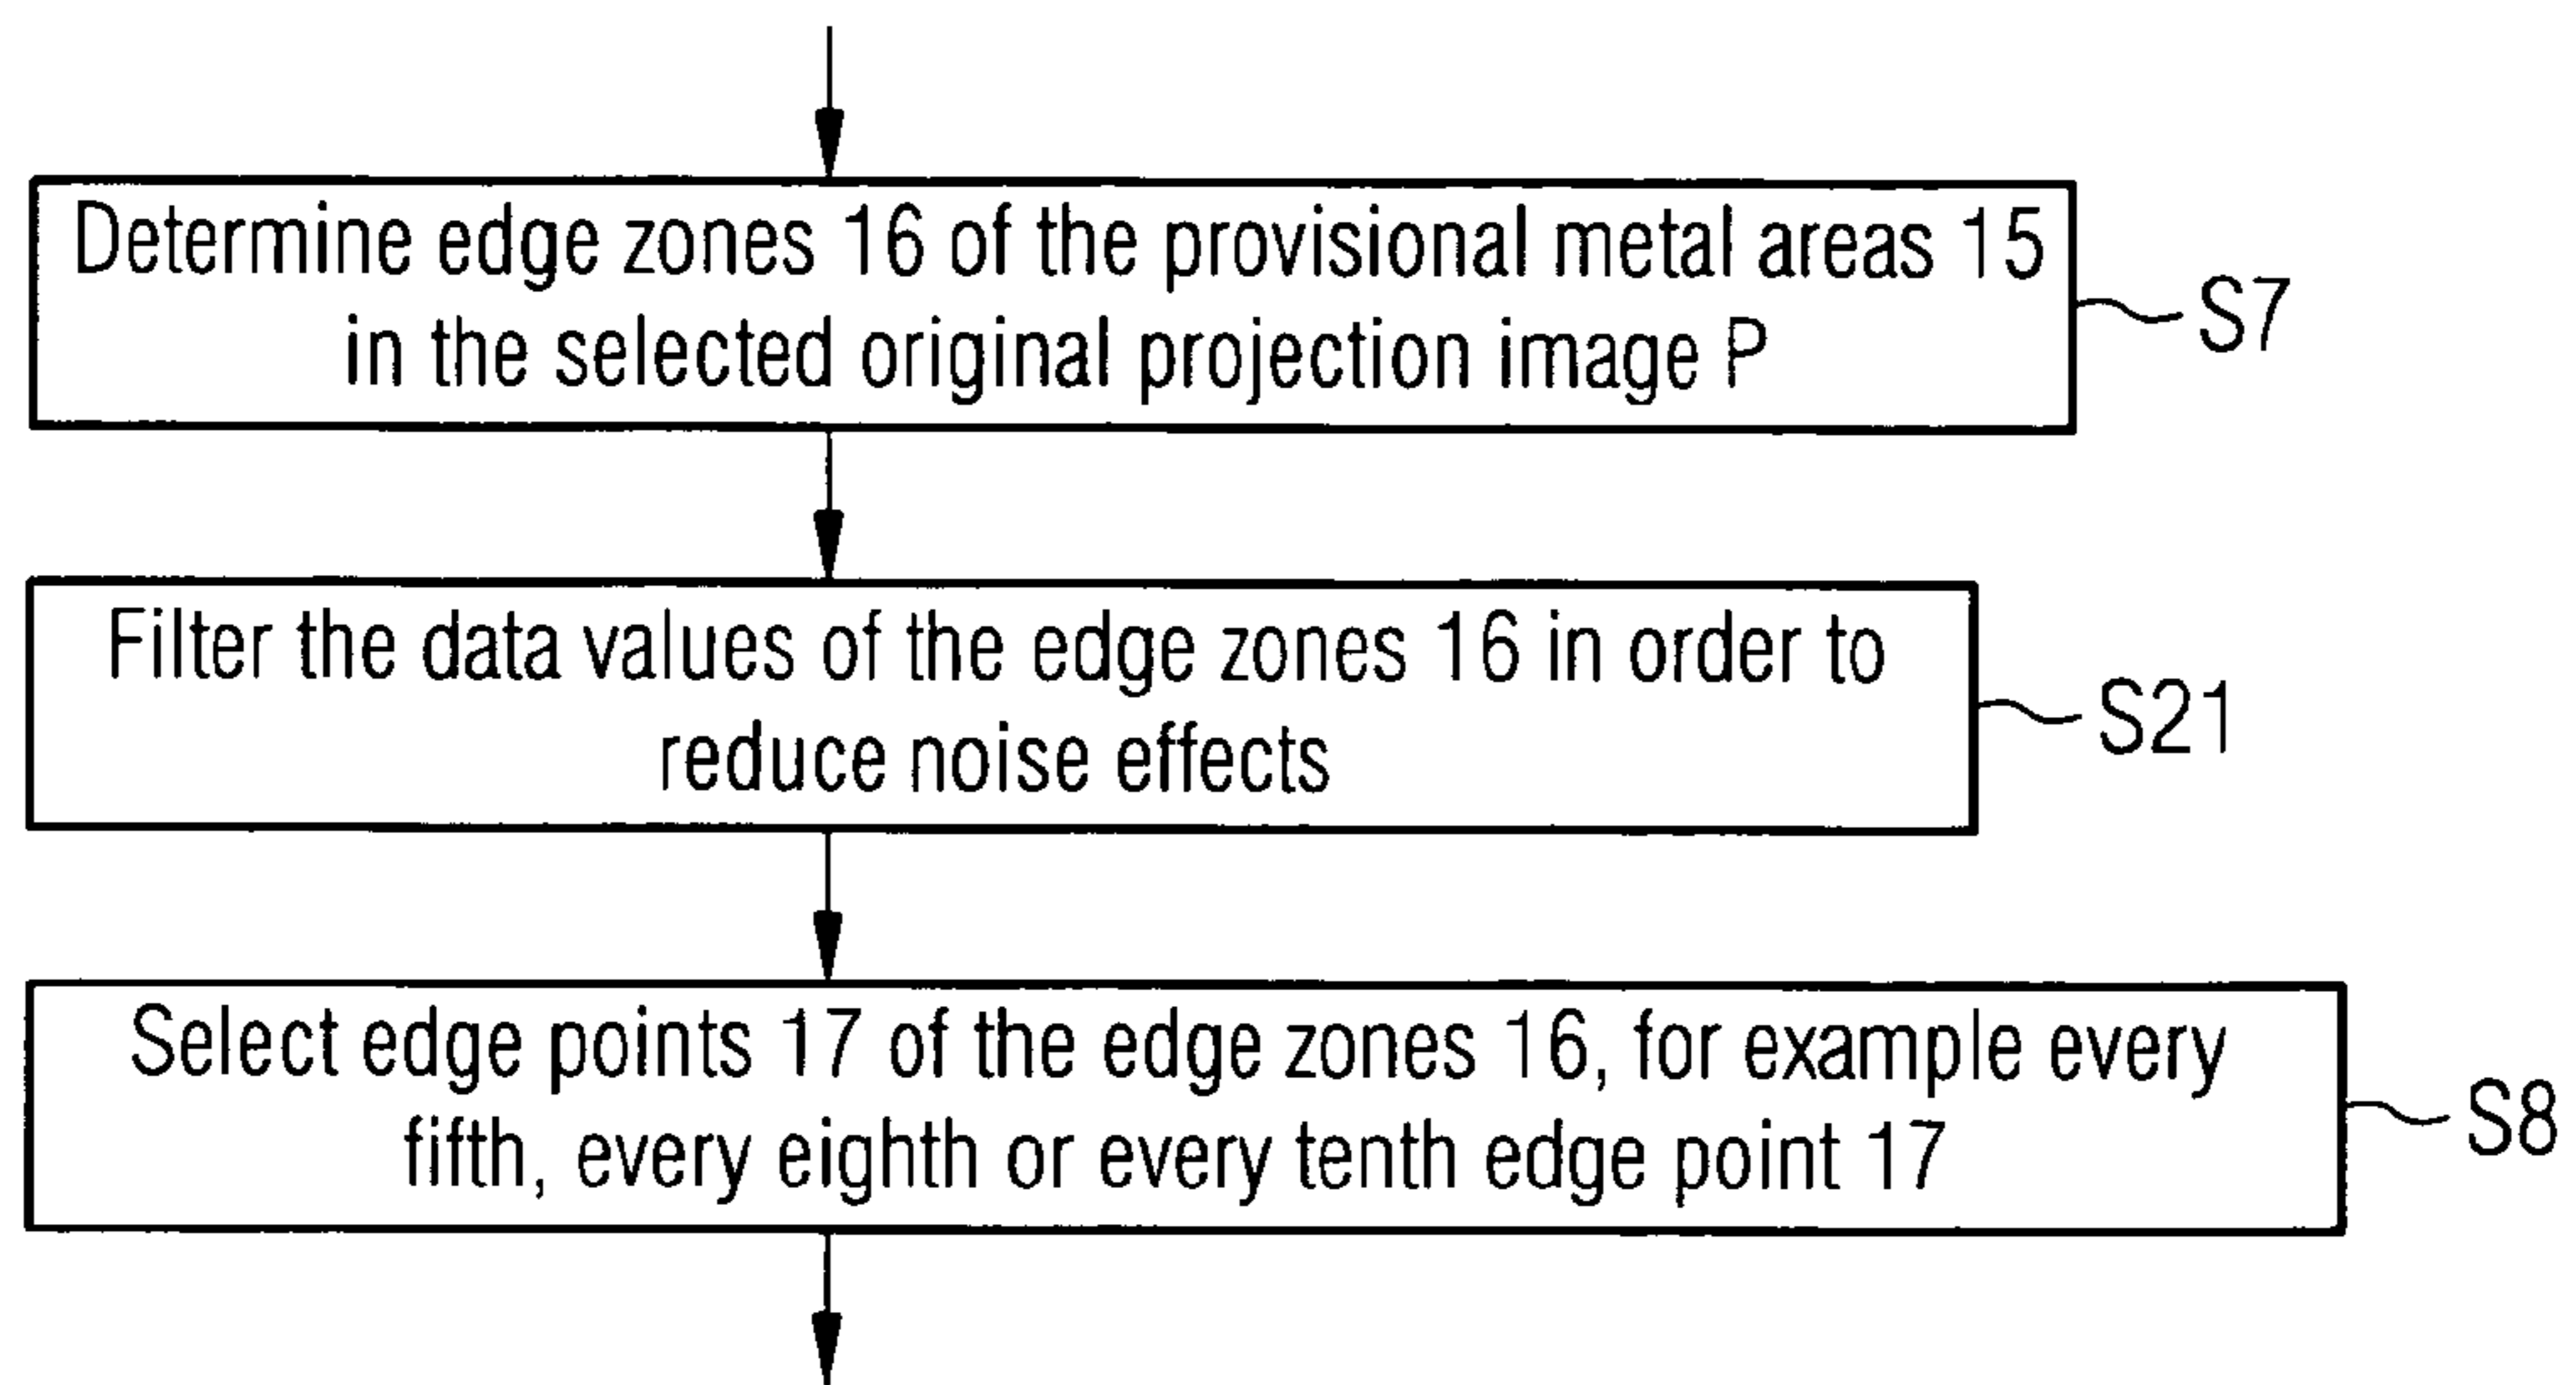 Determine edge zones 16 of the provisional metal areas 15
in the selected original projection image P
S7
Filter the data values of the edge zones 16 in order to
reduce noise effects
S21
Select edge points 17 of the edge zones 16, for example every
fifth, every eighth or every tenth edge point 17
S8